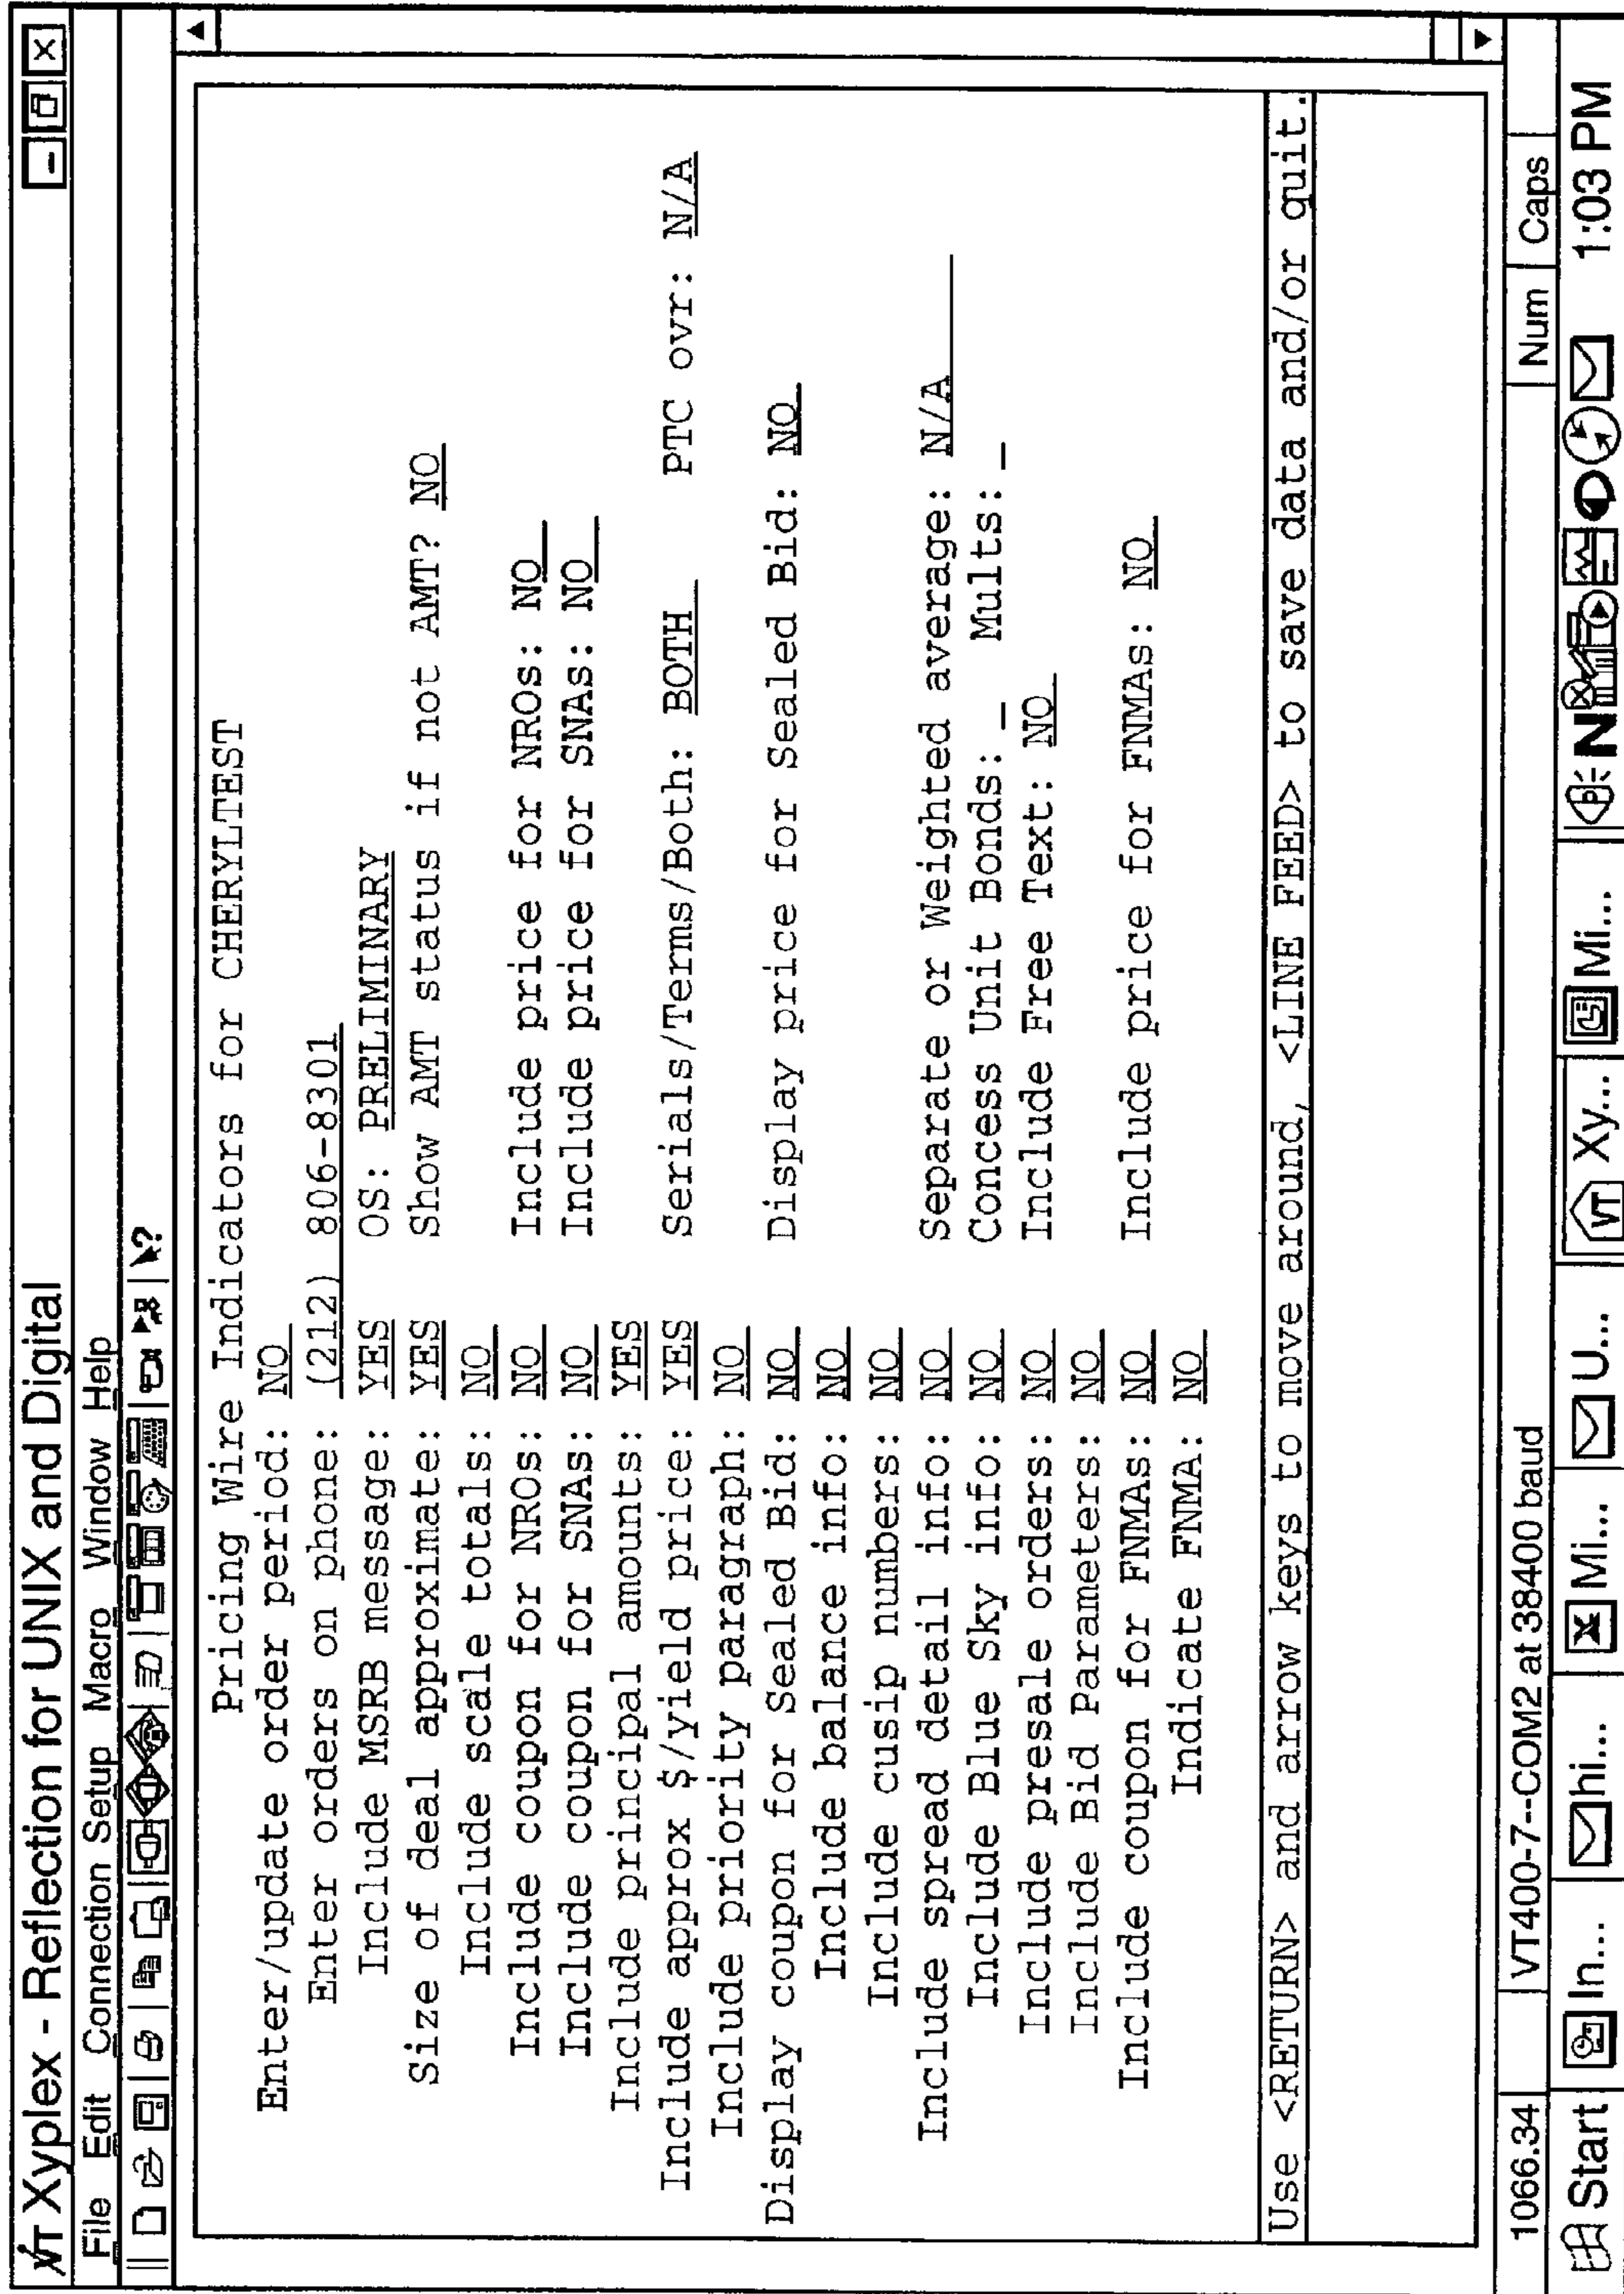 VT Xyplex - Reflection for UNIX and Digital
File Edit Connection Setup Macro Window Help
Pricing Wire Indicators for CHERYLTEST
Enter/update order period: NO
Enter orders on phone: (212) 806-8301
Include MSRB message: YES OS: PRELIMINARY
Size of deal approximate: YES Show AMT status if not AMT? NO
Include scale totals: NO
Include coupon for NROs: NO Include price for NROs: NO
Include coupon for SNAs: NO Include price for SNAs: NO
Include principal amounts: YES
Include approx $/yield price: YES Serials/Terms/Both: BOTH PTC ovr: N/A
Include priority paragraph: NO
Display coupon for Sealed Bid: NO Display price for Sealed Bid: NO
Include balance info: NO
Include cusip numbers: NO
Include spread detail info: NO Separate or Weighted average: N/A
Include Blue Sky info: NO Concess Unit Bonds: _ Mults: _
Include presale orders: NO Include Free Text: NO
Include Bid Parameters: NO
Include coupon for FNMAs: NO Include price for FNMAs: NO
Indicate FNMA: NO
Use <RETURN> and arrow keys to move around, <LINE FEED> to save data and/or quit.
1066.34 VT400-7--COM2 at 38400 baud Num Caps
Start In... hi... Mi... U... VT Xy... Mi... N 1:03 PM